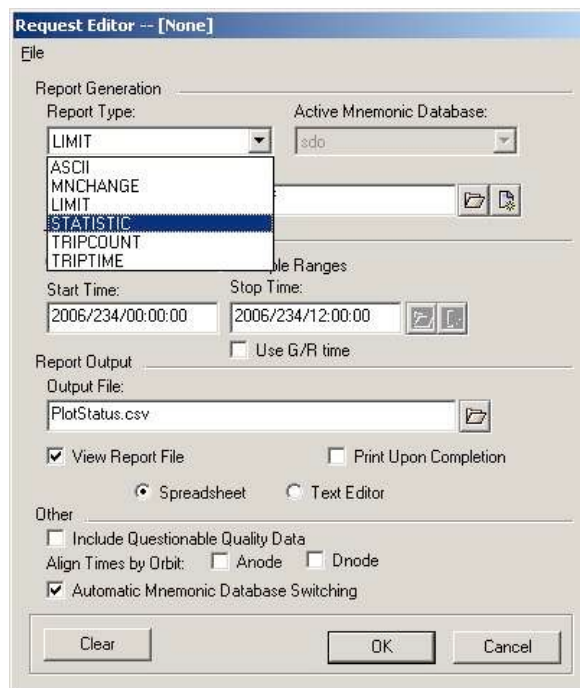 Request Editor -- [None]
File
Report Generation
Report Type:
Active Mnemonic Database:
LIMIT
sdo
ASCII
MNCHANGE
LIMIT
STATISTIC
TRIPCOUNT
TRIPTIME
Ranges
Start Time:
Stop Time:
2006/234/00:00:00
2006/234/12:00:00
Use G/R time
Report Output
Output File:
PlotStatus.csv
View Report File
Print Upon Completion
Spreadsheet
Text Editor
Other
Include Questionable Quality Data
Align Times by Orbit:
Anode
Dnode
Automatic Mnemonic Database Switching
Clear
OK
Cancel